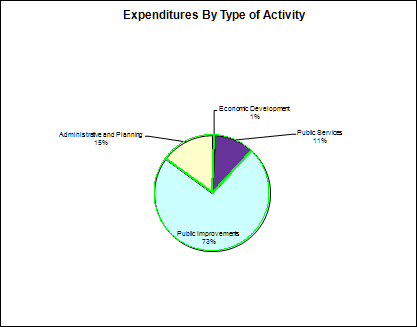 Expenditures By Type of Activity
Economic Development
1%
Public Services
11%
Administrative and Planning
15%
Public Improvements
73%